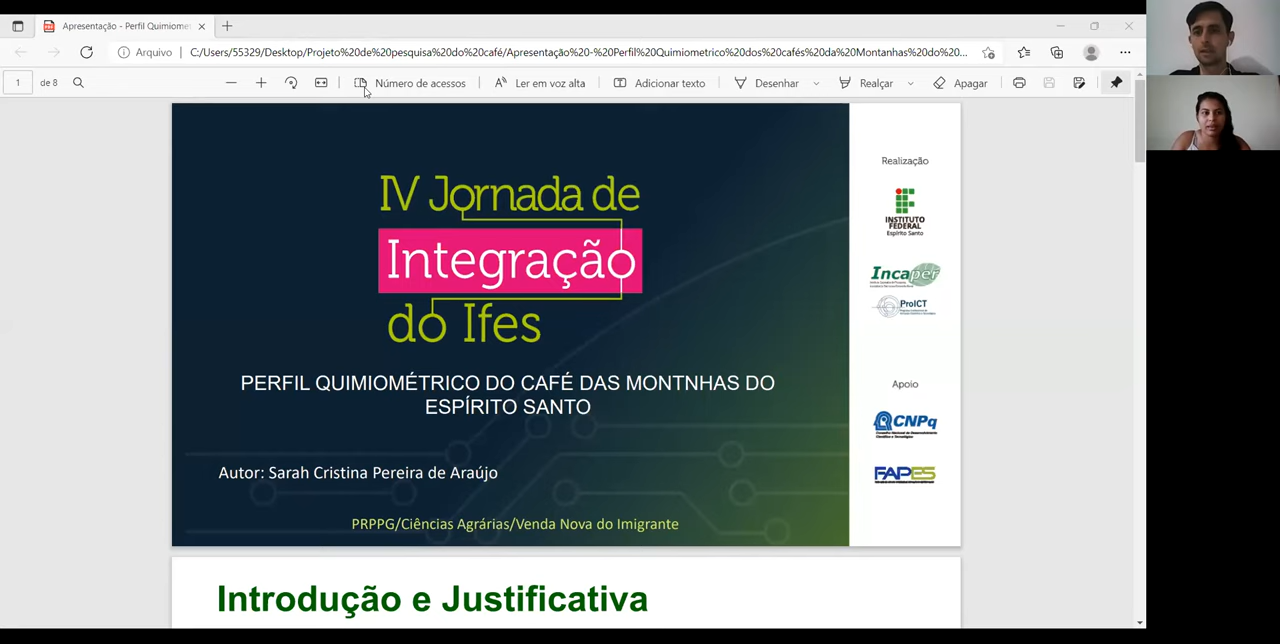 Apresentação - Perfil Quimiome
Arquivo
C:/Users/55329/Desktop/Projeto%20de%20pesquisa%20do%20café/Apresentação%20-%20Perfil%20Quimiometrico%20dos%20cafés%20da%20Montanhas%20do%20...
1 de 8
Número de acessos
Ler em voz alta
Adicionar texto
Desenhar
Realçar
Apagar
IV Jornada de
Integração
do Ifes
PERFIL QUIMIOMÉTRICO DO CAFÉ DAS MONTNHAS DO
ESPÍRITO SANTO
Autor: Sarah Cristina Pereira de Araújo
PRPPG/Ciências Agrárias/Venda Nova do Imigrante
Realização
INSTITUTO
FEDERAL
Espírito Santo
Incaper
ProICT
Apoio
CNPq
FAPES
Introdução e Justificativa